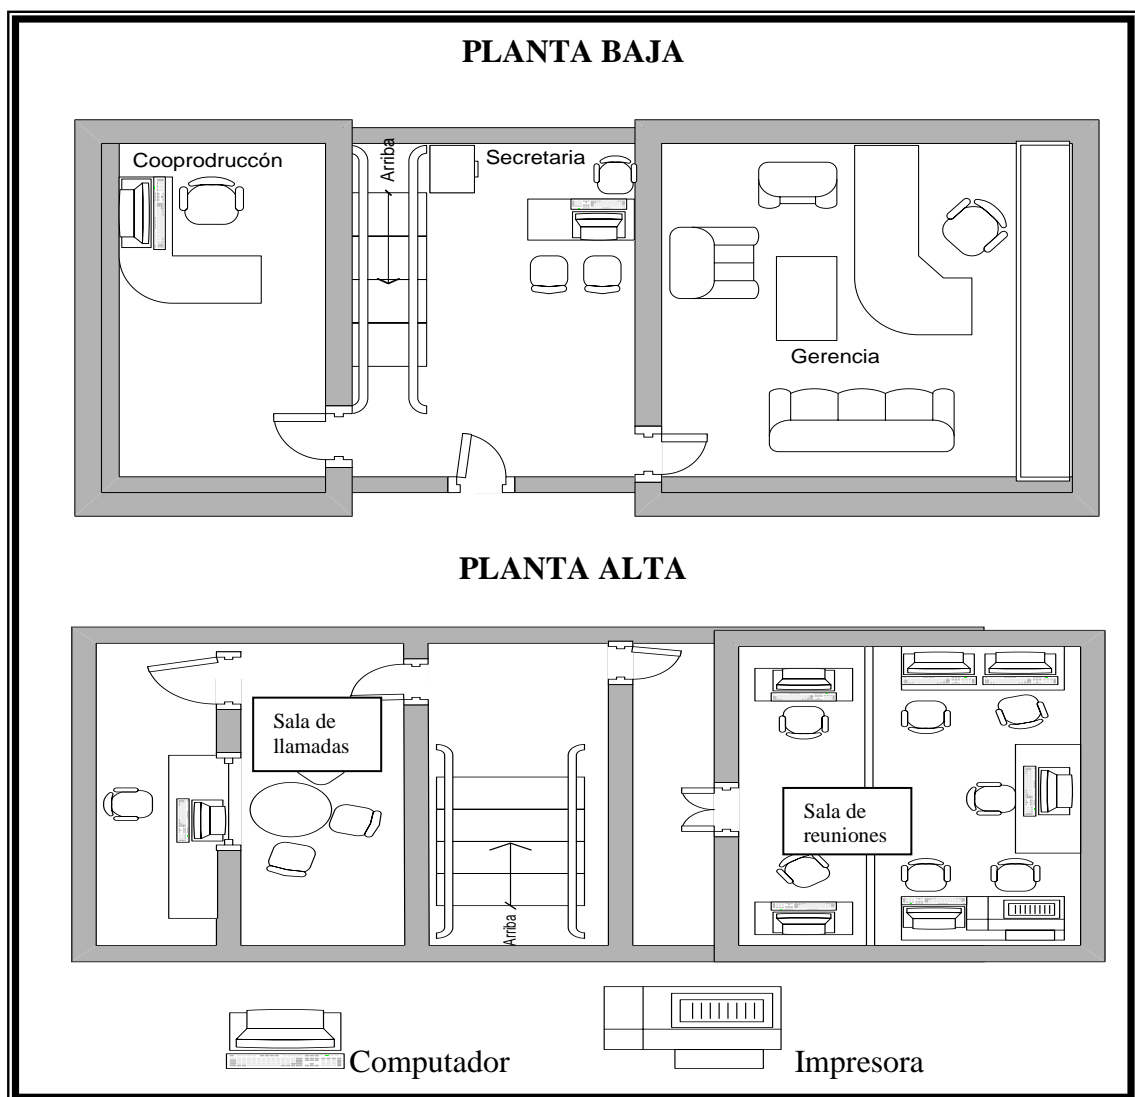 PLANTA BAJA
Cooprodruccón
Arriba
Secretaria
Gerencia
PLANTA ALTA
Sala de
llamadas
Sala de
reuniones
Arriba
Computador
Impresora